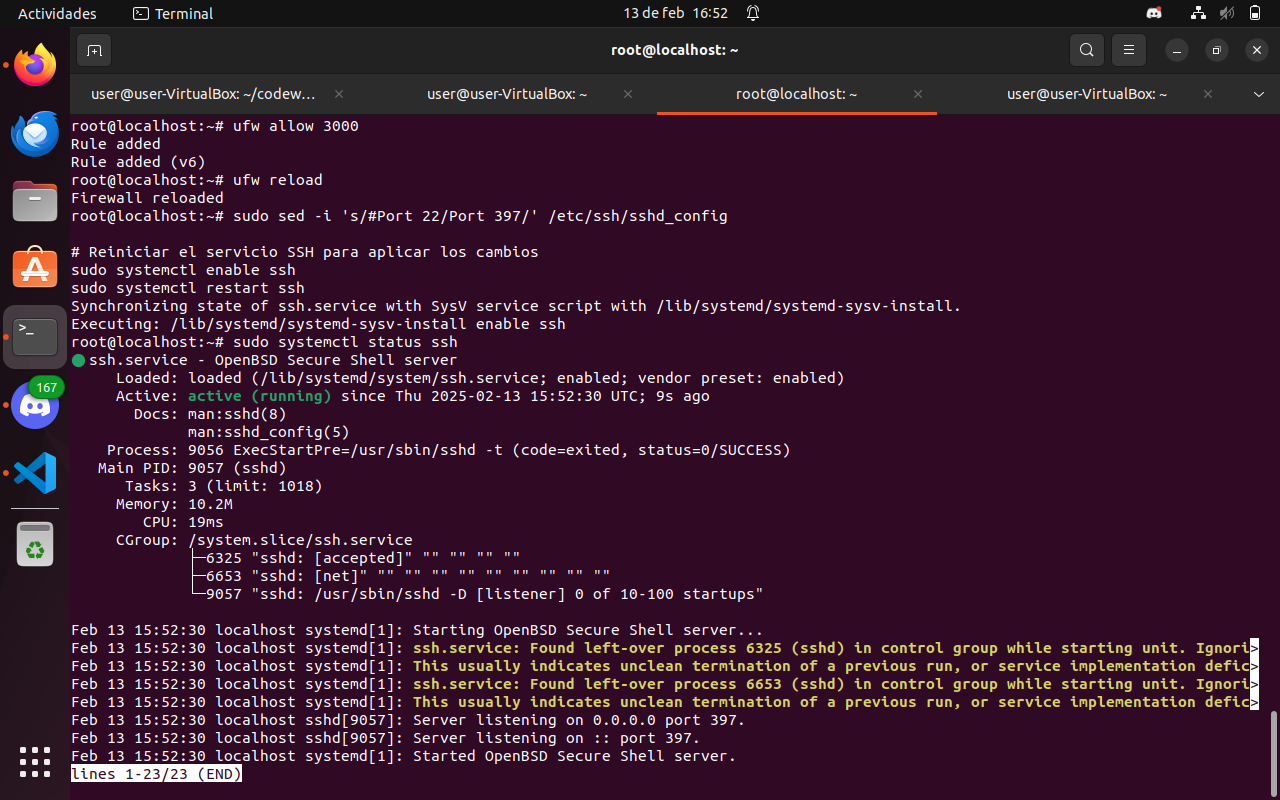 Actividades
Terminal
13 de feb 16:52
root@localhost: ~
user@user-VirtualBox: ~/codew...
user@user-VirtualBox: ~
root@localhost: ~
user@user-VirtualBox: ~
root@localhost:~# ufw allow 3000
Rule added
Rule added (v6)
root@localhost:~# ufw reload
Firewall reloaded
root@localhost:~# sudo sed -i 's/#Port 22/Port 397/' /etc/ssh/sshd_config
# Reiniciar el servicio SSH para aplicar los cambios
sudo systemctl enable ssh
sudo systemctl restart ssh
Synchronizing state of ssh.service with SysV service script with /lib/systemd/systemd-sysv-install.
Executing: /lib/systemd/systemd-sysv-install enable ssh
root@localhost:~# sudo systemctl status ssh
● ssh.service - OpenBSD Secure Shell server
Loaded: loaded (/lib/systemd/system/ssh.service; enabled; vendor preset: enabled)
Active: active (running) since Thu 2025-02-13 15:52:30 UTC; 9s ago
Docs: man:sshd(8)
man:sshd_config(5)
Process: 9056 ExecStartPre=/usr/sbin/sshd -t (code=exited, status=0/SUCCESS)
Main PID: 9057 (sshd)
Tasks: 3 (limit: 1018)
Memory: 10.2M
CPU: 19ms
CGroup: /system.slice/ssh.service
├─6325 "sshd: [accepted]" "" "" "" ""
├─6653 "sshd: [net]" "" "" "" "" "" "" "" "" ""
└─9057 "sshd: /usr/sbin/sshd -D [listener] 0 of 10-100 startups"
Feb 13 15:52:30 localhost systemd[1]: Starting OpenBSD Secure Shell server...
Feb 13 15:52:30 localhost systemd[1]: ssh.service: Found left-over process 6325 (sshd) in control group while starting unit. Ignori>
Feb 13 15:52:30 localhost systemd[1]: This usually indicates unclean termination of a previous run, or service implementation defic>
Feb 13 15:52:30 localhost systemd[1]: ssh.service: Found left-over process 6653 (sshd) in control group while starting unit. Ignori>
Feb 13 15:52:30 localhost systemd[1]: This usually indicates unclean termination of a previous run, or service implementation defic>
Feb 13 15:52:30 localhost sshd[9057]: Server listening on 0.0.0.0 port 397.
Feb 13 15:52:30 localhost sshd[9057]: Server listening on :: port 397.
Feb 13 15:52:30 localhost systemd[1]: Started OpenBSD Secure Shell server.
lines 1-23/23 (END)
167